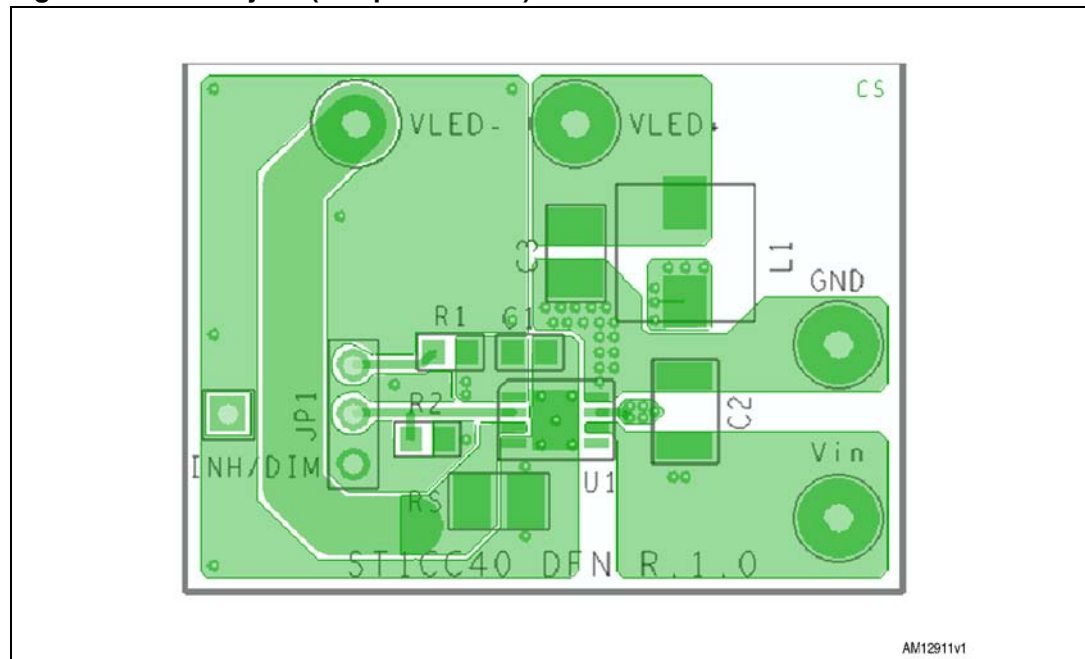 CS
VLED-
VLED+
C3
L1
GND
R1
C1
JP1
R2
C2
INH/DIM
Vin
U1
RS
ST1CC40 DFN R.1.0
AM12911v1